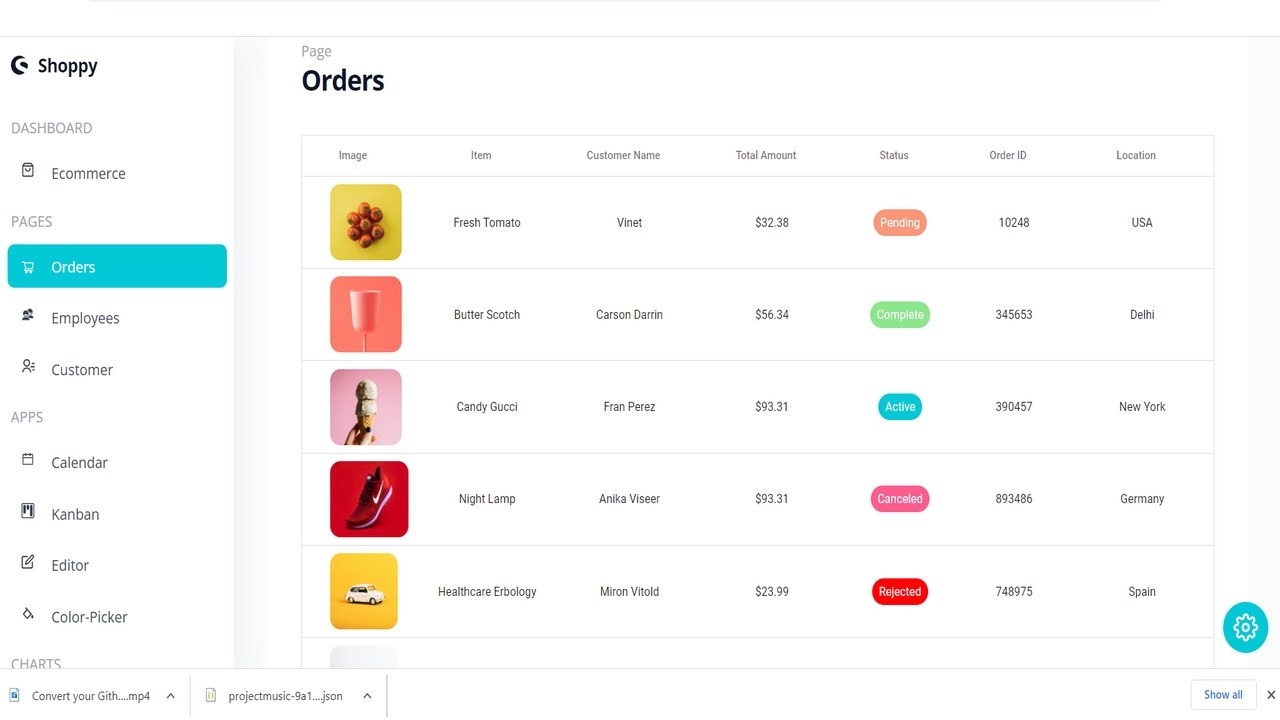 Shoppy
DASHBOARD
Ecommerce
PAGES
Orders
Employees
Customer
APPS
Calendar
Kanban
Editor
Color-Picker
CHARTS
Page
Orders
Image Item Customer Name Total Amount Status Order ID Location
Fresh Tomato Vinet $32.38 Pending 10248 USA
Butter Scotch Carson Darrin $56.34 Complete 345653 Delhi
Candy Gucci Fran Perez $93.31 Active 390457 New York
Night Lamp Anika Viseer $93.31 Canceled 893486 Germany
Healthcare Erbology Miron Vitold $23.99 Rejected 748975 Spain
Convert your Gith....mp4 projectmusic-9a1....json Show all